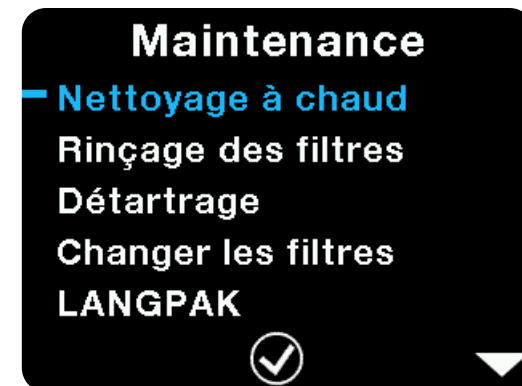 Maintenance
Nettoyage à chaud
Rinçage des filtres
Détartrage
Changer les filtres
LANGPAK